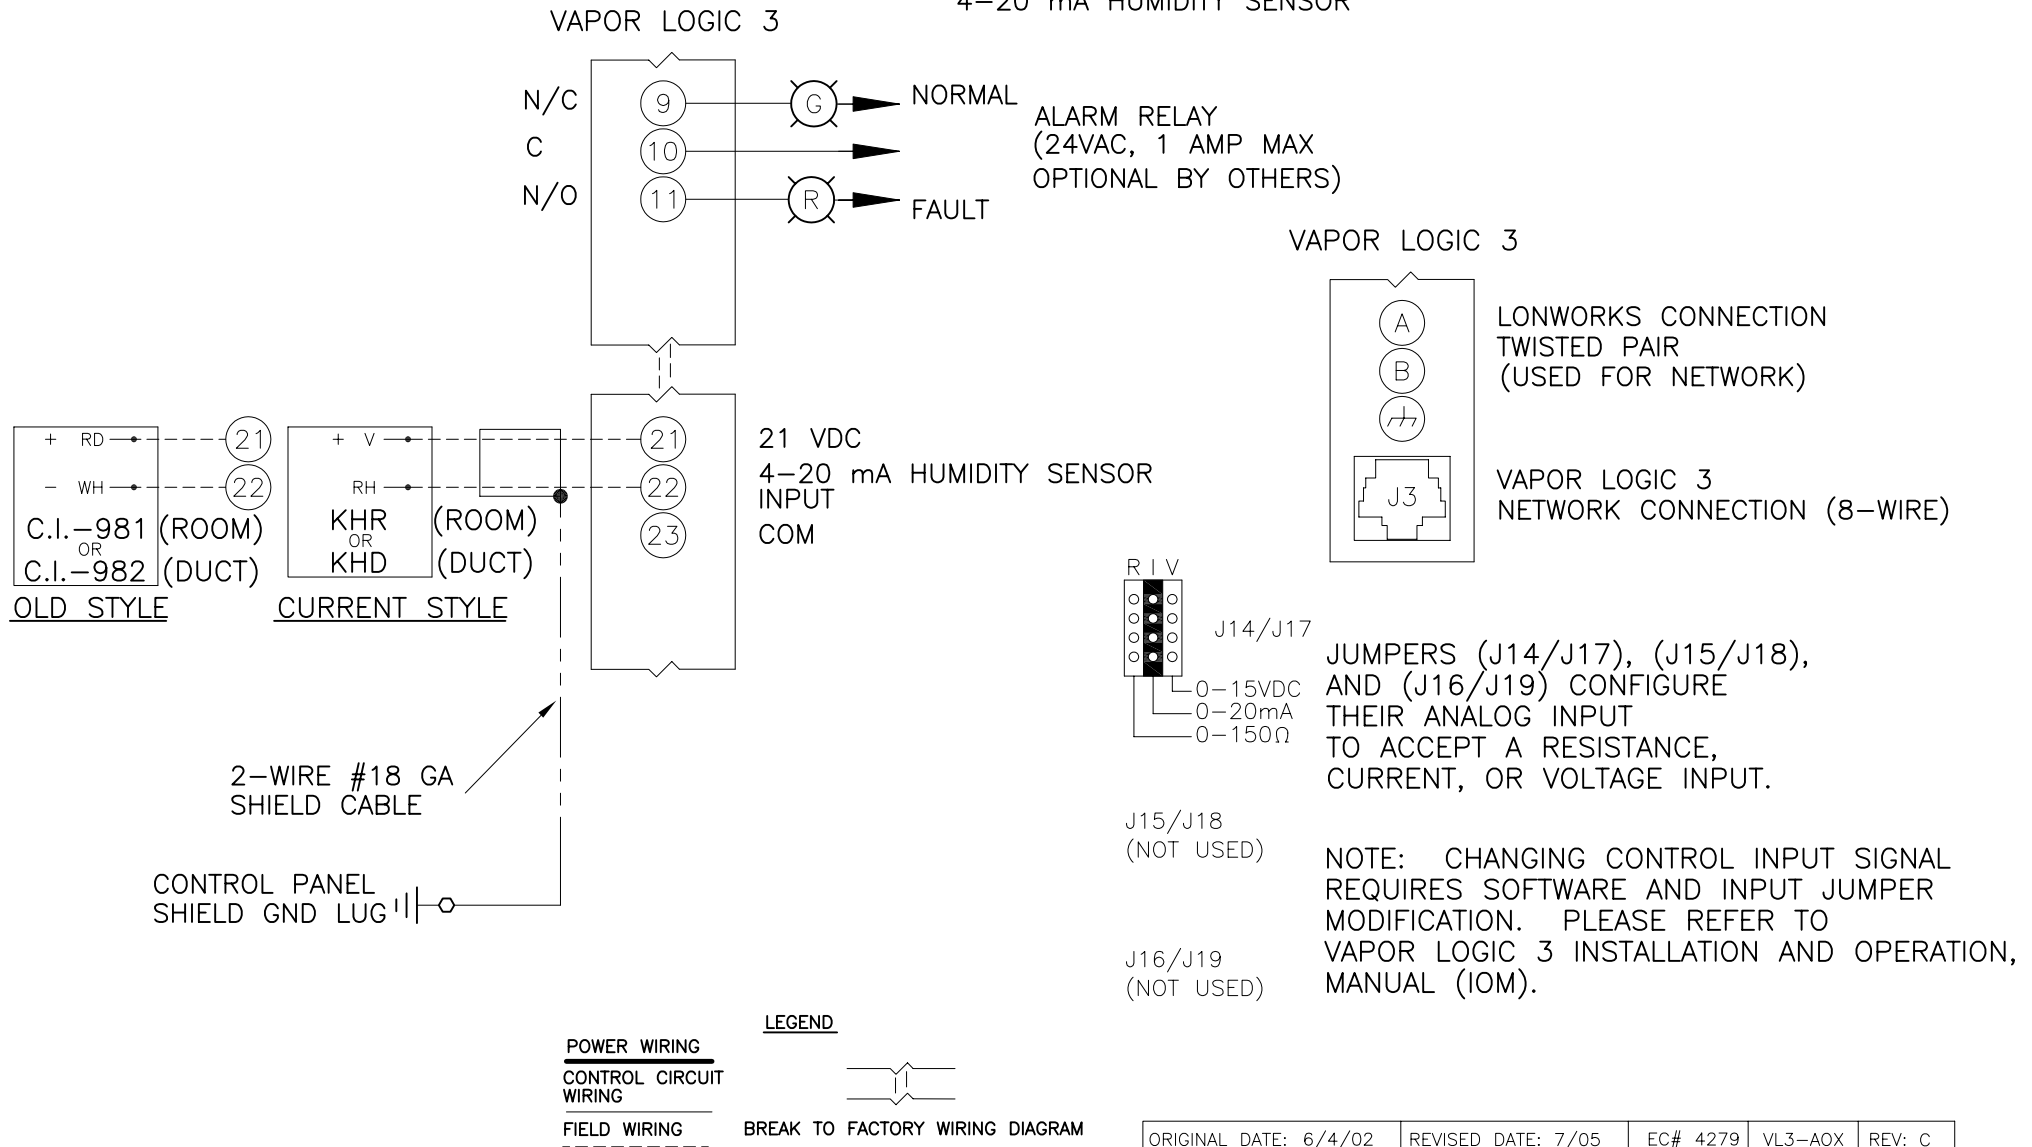 4-20 mA HUMIDITY SENSOR
VAPOR LOGIC 3
N/C
9
G
NORMAL
C
10
N/O
11
R
FAULT
ALARM RELAY
(24VAC, 1 AMP MAX
OPTIONAL BY OTHERS)
VAPOR LOGIC 3
A
B
LONWORKS CONNECTION
TWISTED PAIR
(USED FOR NETWORK)
J3
VAPOR LOGIC 3
NETWORK CONNECTION (8-WIRE)
+ RD
- WH
C.I.-981 (ROOM)
OR
C.I.-982 (DUCT)
OLD STYLE
21
22
+ V
RH
KHR (ROOM)
OR
KHD (DUCT)
CURRENT STYLE
21
22
23
21 VDC
4-20 mA HUMIDITY SENSOR
INPUT
COM
2-WIRE #18 GA
SHIELD CABLE
CONTROL PANEL
SHIELD GND LUG
R I V
J14/J17
0-15VDC
0-20mA
0-150Ω
JUMPERS (J14/J17), (J15/J18),
AND (J16/J19) CONFIGURE
THEIR ANALOG INPUT
TO ACCEPT A RESISTANCE,
CURRENT, OR VOLTAGE INPUT.
J15/J18
(NOT USED)
J16/J19
(NOT USED)
NOTE: CHANGING CONTROL INPUT SIGNAL
REQUIRES SOFTWARE AND INPUT JUMPER
MODIFICATION. PLEASE REFER TO
VAPOR LOGIC 3 INSTALLATION AND OPERATION,
MANUAL (IOM).
LEGEND
POWER WIRING
CONTROL CIRCUIT
WIRING
FIELD WIRING
BREAK TO FACTORY WIRING DIAGRAM
ORIGINAL DATE: 6/4/02
REVISED DATE: 7/05
EC# 4279
VL3-AOX
REV: C